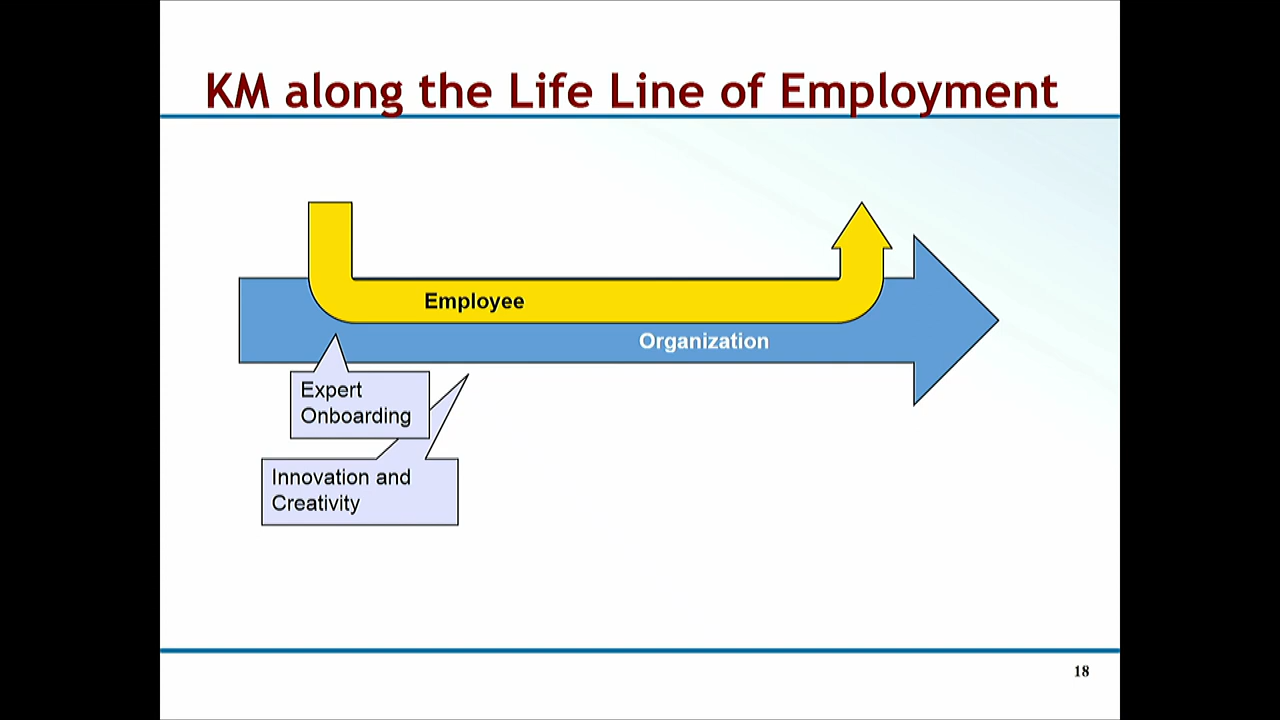 KM along the Life Line of Employment
Employee
Organization
Expert
Onboarding
Innovation and
Creativity
18